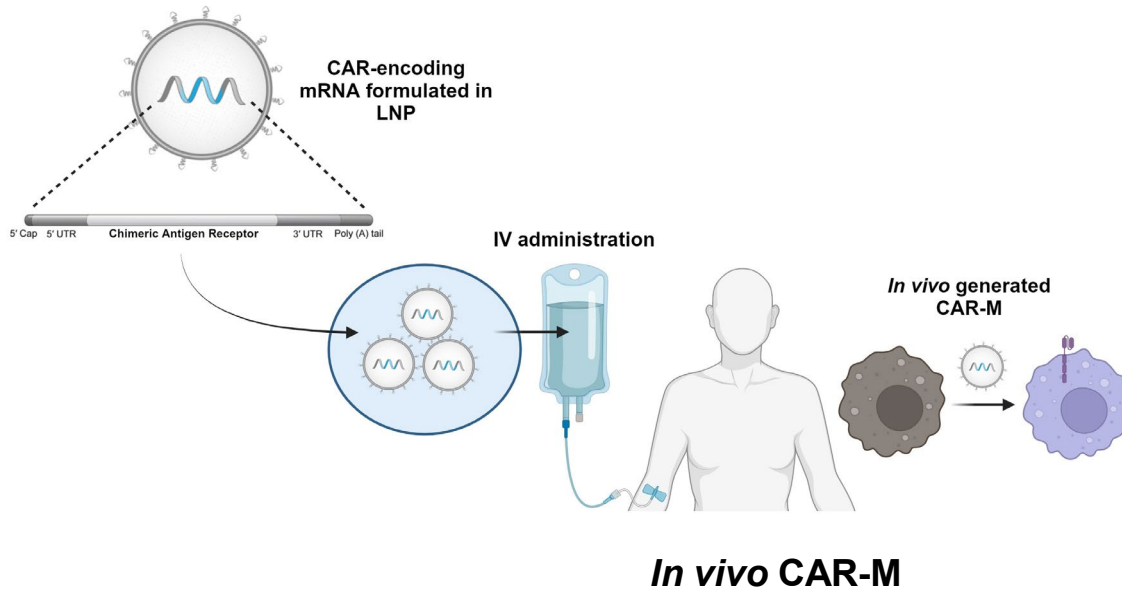 CAR-encoding
mRNA formulated in
LNP
5' Cap 5' UTR Chimeric Antigen Receptor 3' UTR Poly (A) tail
IV administration
In vivo generated
CAR-M
In vivo CAR-M